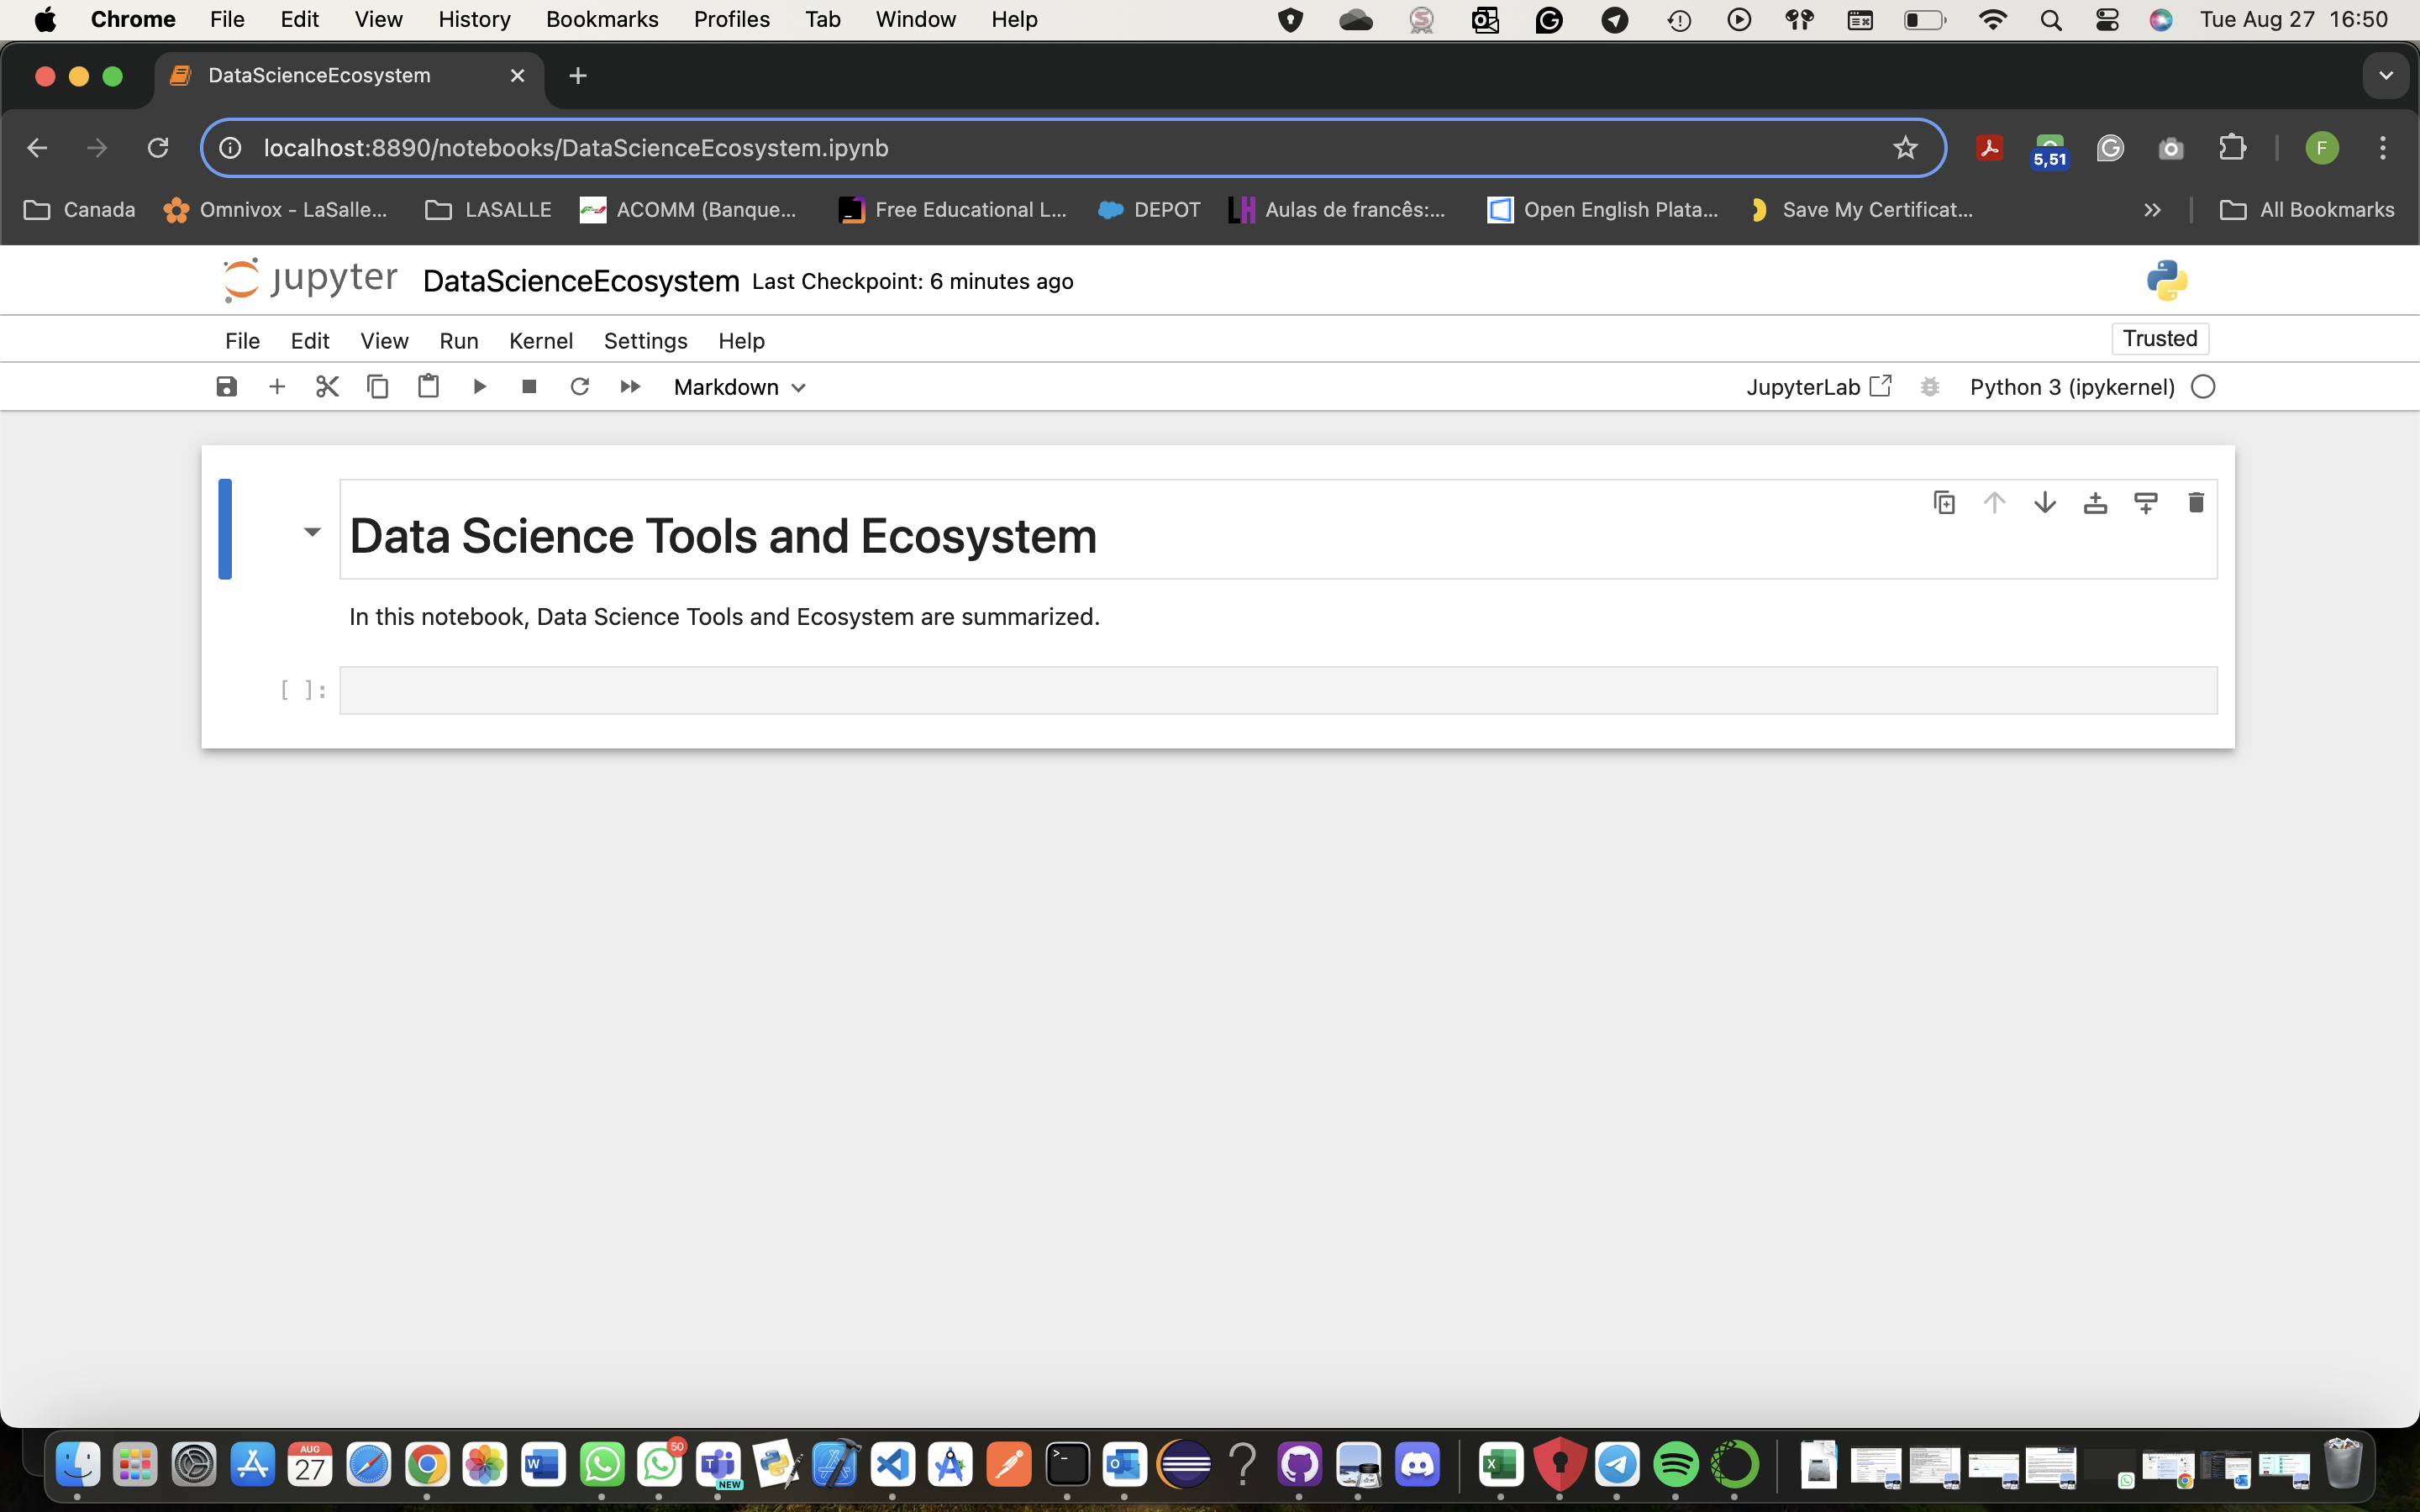 Chrome File Edit View History Bookmarks Profiles Tab Window Help Tue Aug 27 16:50
DataScienceEcosystem
localhost:8890/notebooks/DataScienceEcosystem.ipynb 5,51 F
Canada Omnivox - LaSalle... LASALLE ACOMM (Banque... Free Educational L... DEPOT Aulas de francês:... Open English Plata... Save My Certificat... All Bookmarks
jupyter DataScienceEcosystem Last Checkpoint: 6 minutes ago
File Edit View Run Kernel Settings Help Trusted
Markdown JupyterLab Python 3 (ipykernel)
Data Science Tools and Ecosystem
In this notebook, Data Science Tools and Ecosystem are summarized.
[ ]:
AUG
27
50
NEW